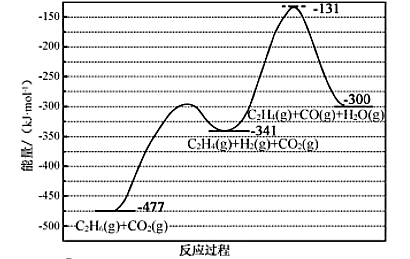 -131
-150
-200
-250
-300
-350
-400
-450
-500
能量/(kJ·mol⁻¹)
-300
C₂H₄(g)+CO(g)+H₂O(g)
-341
C₂H₄(g)+H₂(g)+CO₂(g)
-477
C₂H₆(g)+CO₂(g)
反应过程